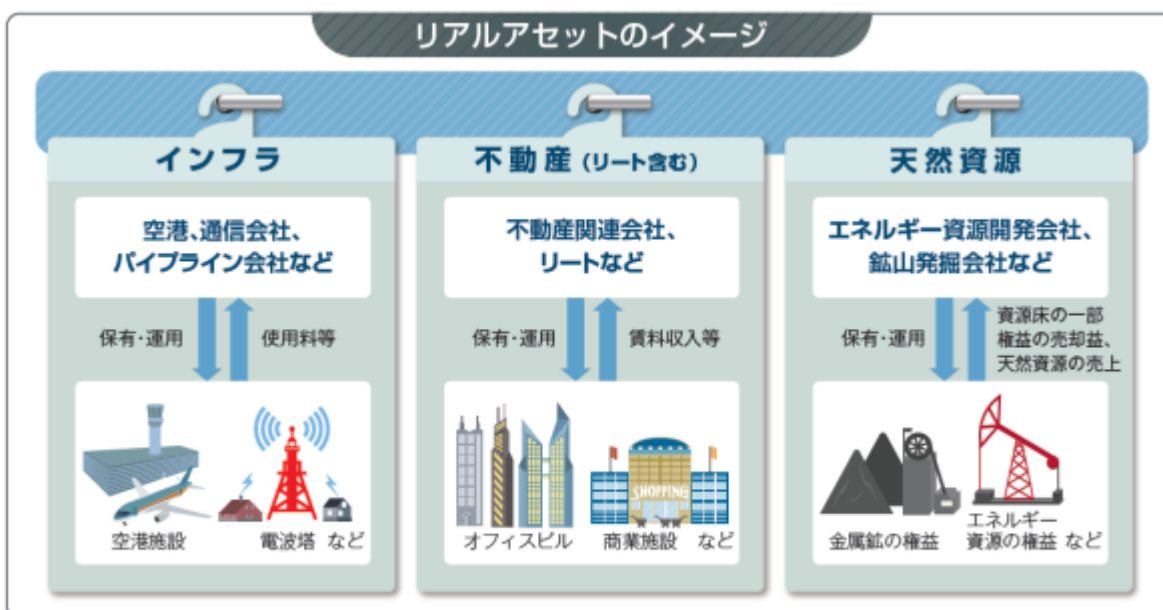 リアルアセットのイメージ
インフラ
空港、通信会社、
パイプライン会社など
保有・運用
使用料等
空港施設
電波塔 など
不動産(リート含む)
不動産関連会社、
リートなど
保有・運用
賃料収入等
SHOPPING
オフィスビル
商業施設 など
天然資源
エネルギー資源開発会社、
鉱山発掘会社など
保有・運用
資源床の一部
権益の売却益、
天然資源の売上
金属鉱の権益
エネルギー
資源の権益 など